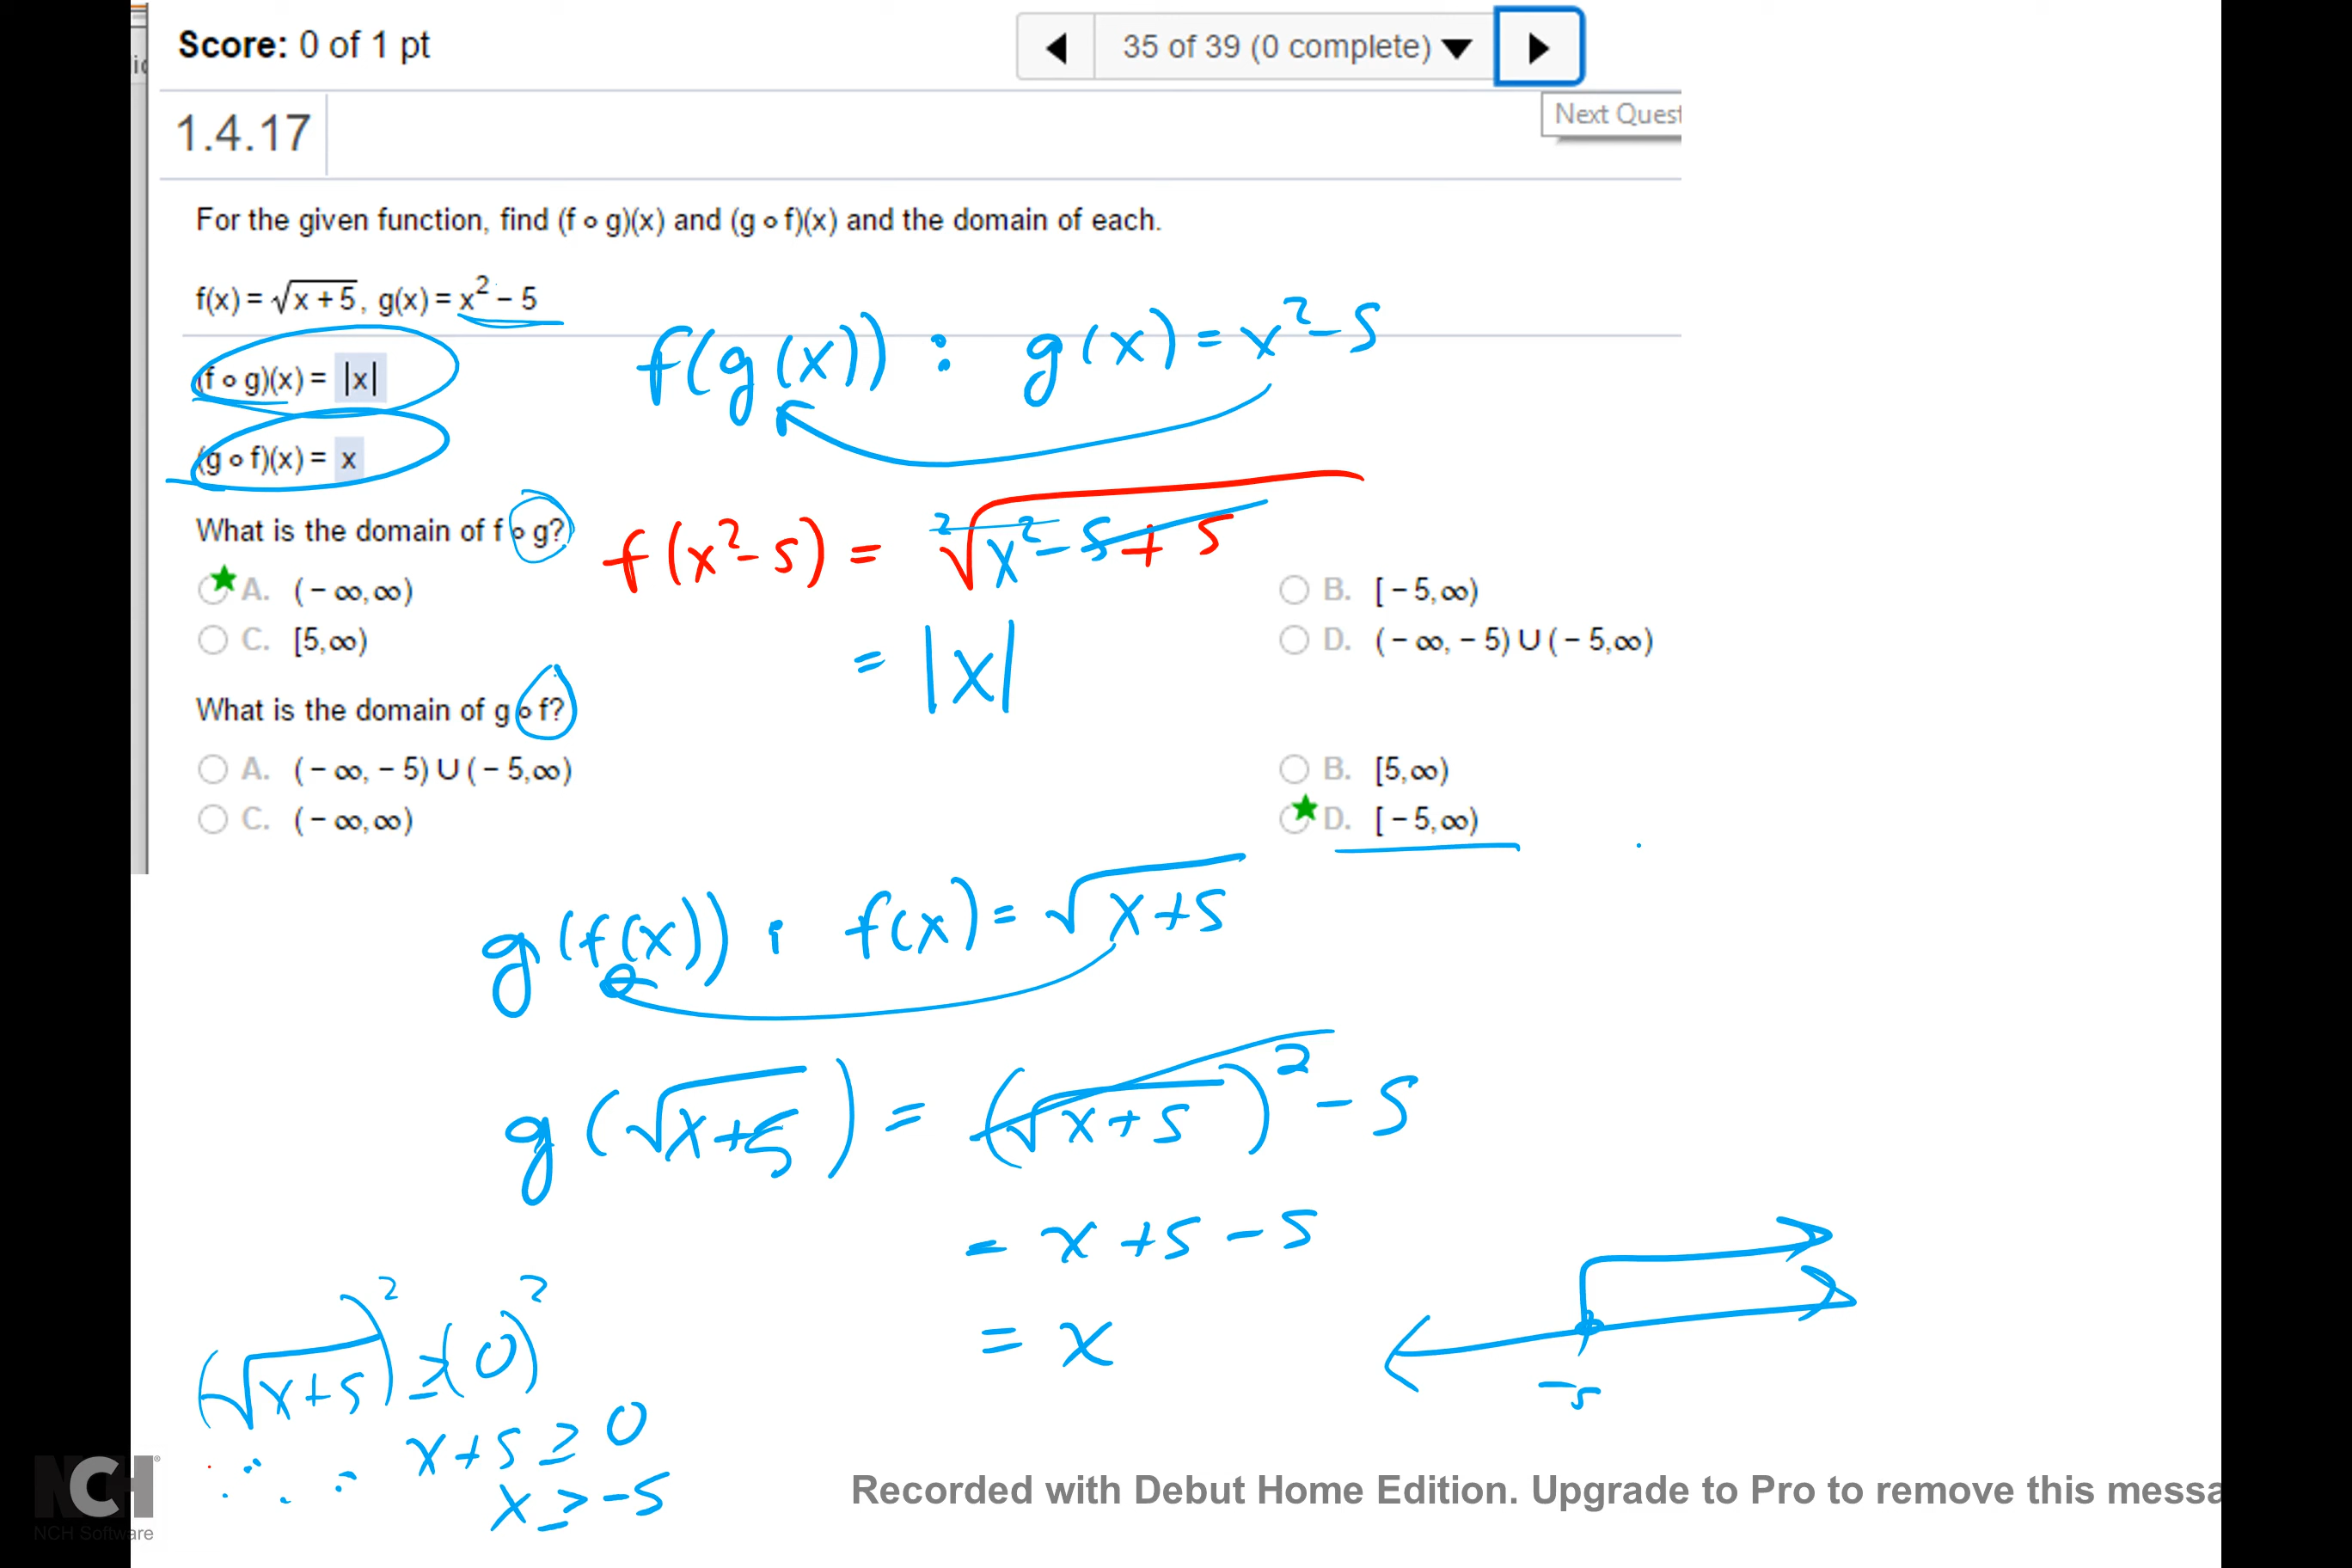 Score: 0 of 1 pt
35 of 39 (0 complete)
Next Quest
1.4.17
For the given function, find (f ∘ g)(x) and (g ∘ f)(x) and the domain of each.
f(x) = √(x + 5), g(x) = x² − 5
f(g(x)) : g(x) = x² − 5
(f ∘ g)(x) = |x|
(g ∘ f)(x) = x
What is the domain of f ∘ g?
f(x² − 5) = ²√(x² − 5 + 5)
A. (− ∞, ∞)
B. [− 5, ∞)
C. [5, ∞)
D. (− ∞, − 5) ∪ (− 5, ∞)
= |x|
What is the domain of g ∘ f?
A. (− ∞, − 5) ∪ (− 5, ∞)
B. [5, ∞)
C. (− ∞, ∞)
D. [− 5, ∞)
g(f(x)) : f(x) = √(x+5)
g(√(x+5)) = (√(x+5))² − 5
= x + 5 − 5
= x
(√(x+5))² ≥ (0)²
x + 5 ≥ 0
x ≥ −5
−5
NCH®
NCH Software
Recorded with Debut Home Edition. Upgrade to Pro to remove this messa